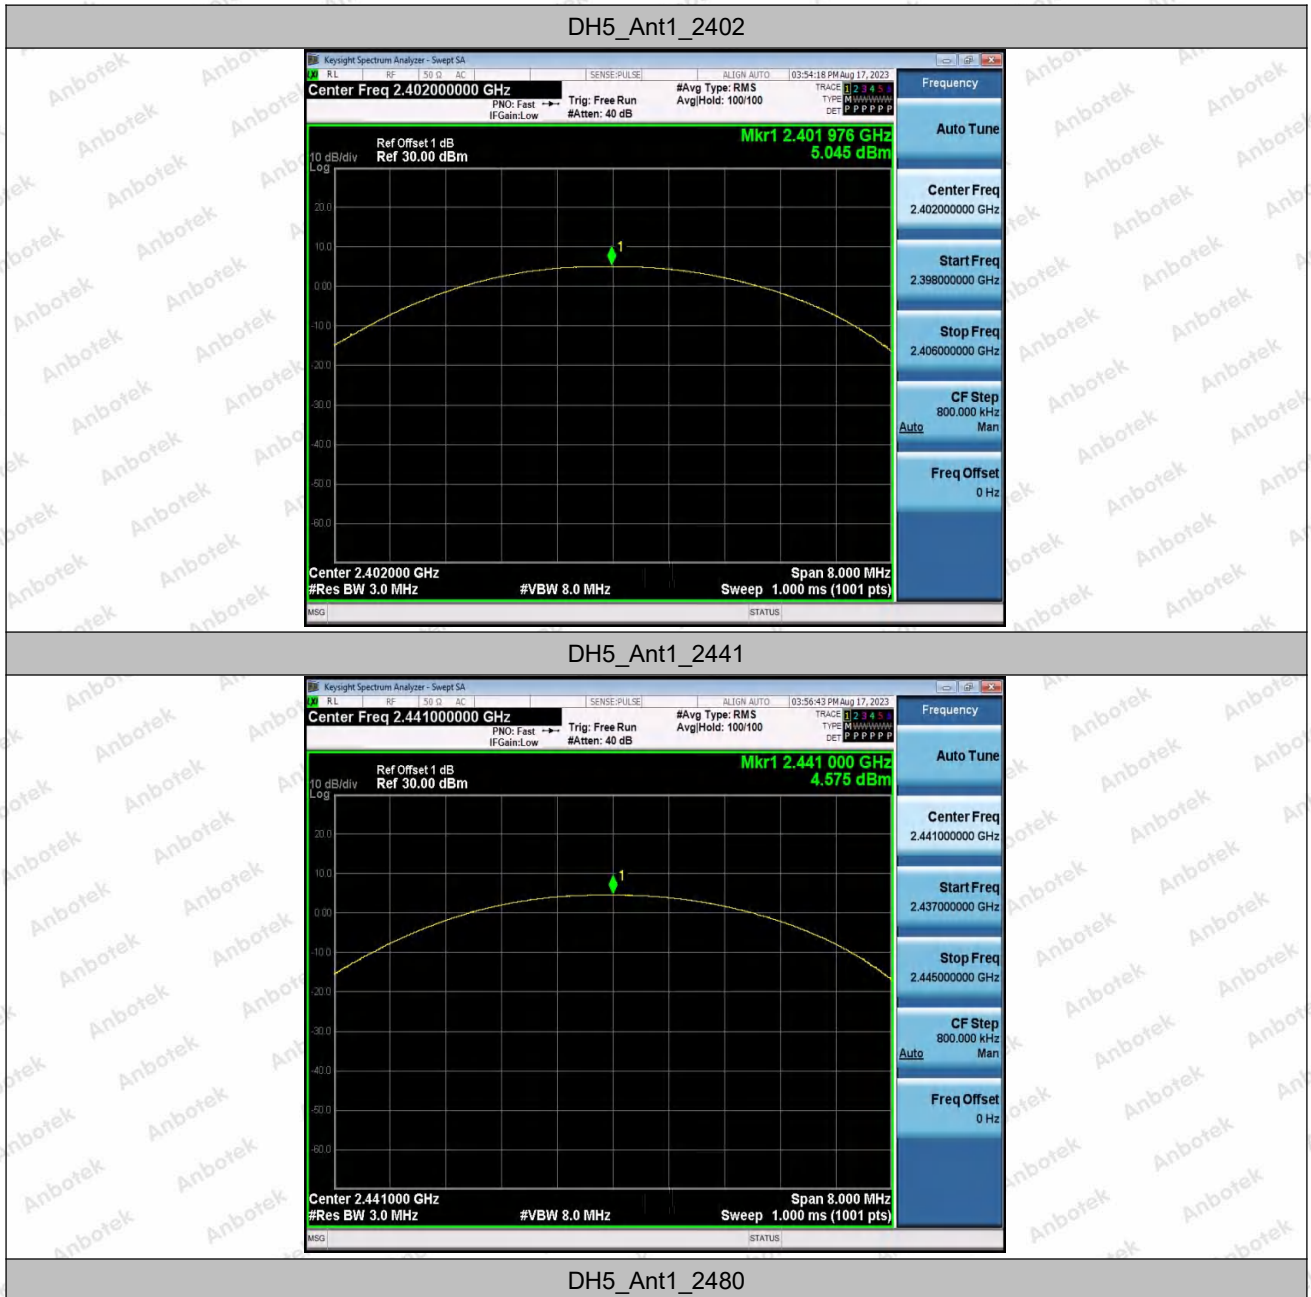 DH5_Ant1_2402
Keysight Spectrum Analyzer - Swept SA
RL RF 50 Ω AC SENSE:PULSE ALIGN AUTO 03:54:18 PM Aug 17, 2023
Center Freq 2.402000000 GHz
PNO: Fast
IFGain:Low
Trig: Free Run
#Atten: 40 dB
#Avg Type: RMS
Avg|Hold: 100/100
TRACE 1 2 3 4 5 6
TYPE M WWWWW
DET P P P P P P
Frequency
Mkr1 2.401 976 GHz
5.045 dBm
Ref Offset 1 dB
10 dB/div Ref 30.00 dBm
Log
20.0
10.0
0.00
-10.0
-20.0
-30.0
-40.0
-50.0
-60.0
1
Center 2.402000 GHz Span 8.000 MHz
#Res BW 3.0 MHz #VBW 8.0 MHz Sweep 1.000 ms (1001 pts)
MSG STATUS
Auto Tune
Center Freq
2.402000000 GHz
Start Freq
2.398000000 GHz
Stop Freq
2.406000000 GHz
CF Step
800.000 kHz
Auto Man
Freq Offset
0 Hz
DH5_Ant1_2441
Keysight Spectrum Analyzer - Swept SA
RL RF 50 Ω AC SENSE:PULSE ALIGN AUTO 03:56:43 PM Aug 17, 2023
Center Freq 2.441000000 GHz
PNO: Fast
IFGain:Low
Trig: Free Run
#Atten: 40 dB
#Avg Type: RMS
Avg|Hold: 100/100
TRACE 1 2 3 4 5 6
TYPE M WWWWW
DET P P P P P P
Frequency
Mkr1 2.441 000 GHz
4.575 dBm
Ref Offset 1 dB
10 dB/div Ref 30.00 dBm
Log
20.0
10.0
0.00
-10.0
-20.0
-30.0
-40.0
-50.0
-60.0
1
Center 2.441000 GHz Span 8.000 MHz
#Res BW 3.0 MHz #VBW 8.0 MHz Sweep 1.000 ms (1001 pts)
MSG STATUS
Auto Tune
Center Freq
2.441000000 GHz
Start Freq
2.437000000 GHz
Stop Freq
2.445000000 GHz
CF Step
800.000 kHz
Auto Man
Freq Offset
0 Hz
DH5_Ant1_2480
Anbotek